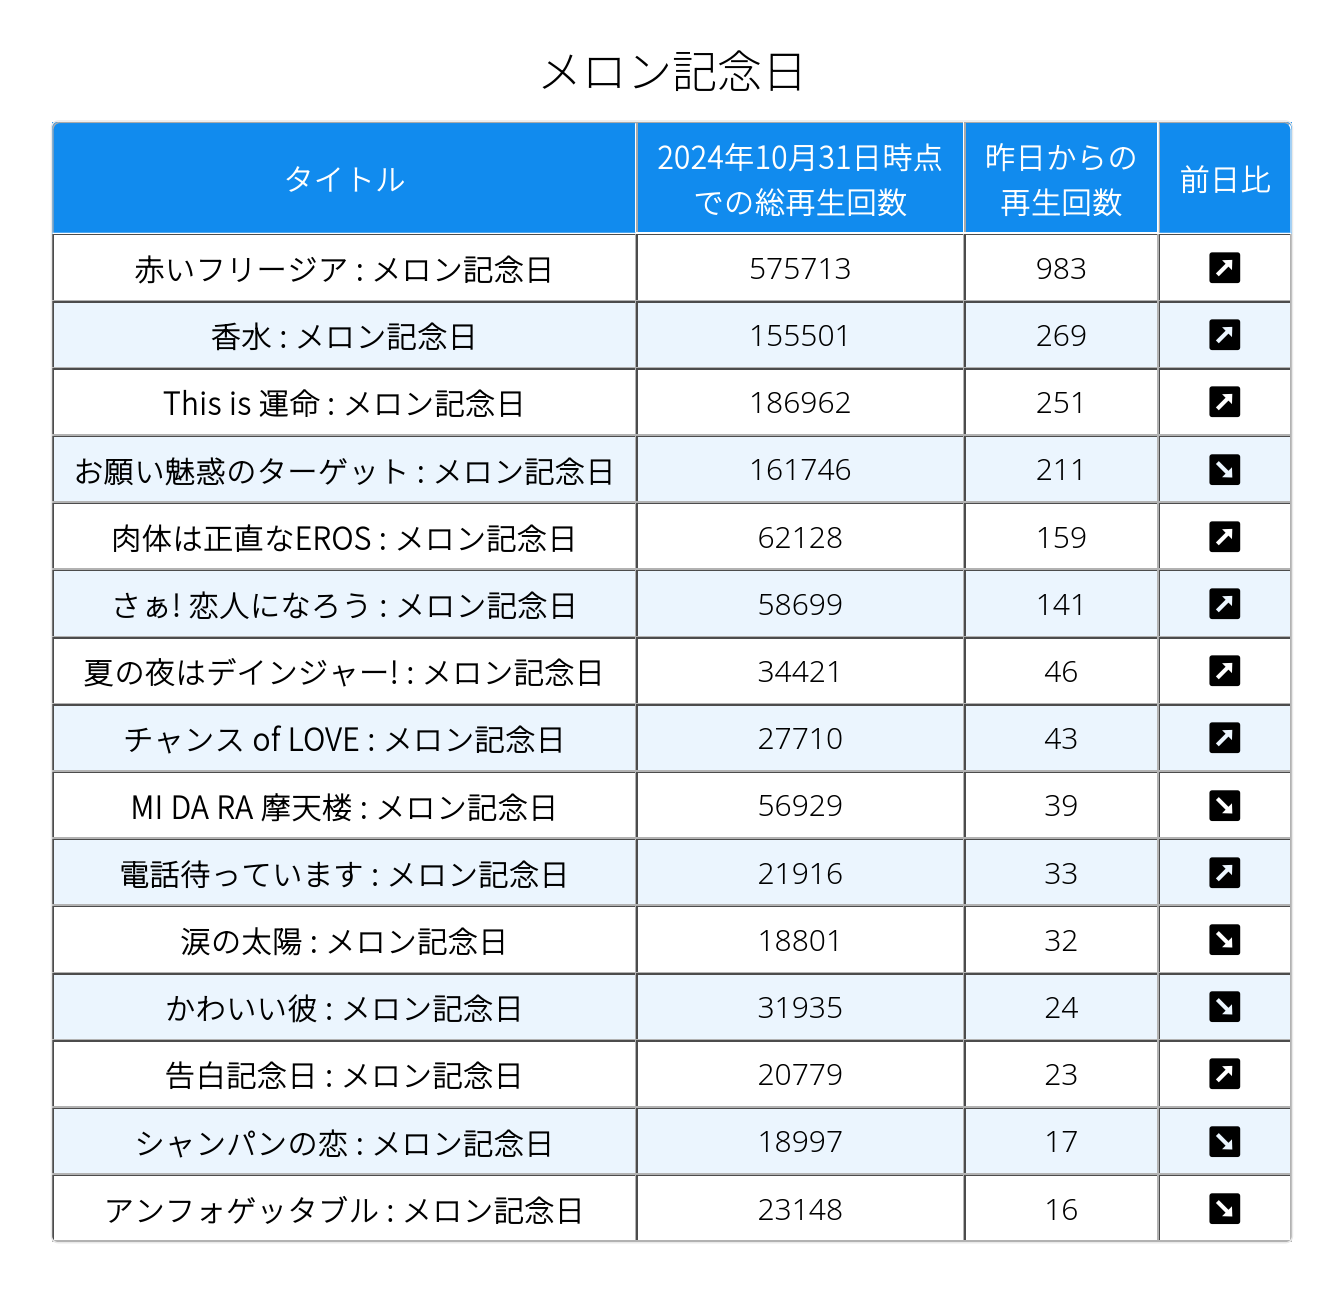 メロン記念日
タイトル
2024年10月31日時点
での総再生回数
昨日からの
再生回数
前日比
赤いフリージア : メロン記念日 575713 983 ↗
香水 : メロン記念日 155501 269 ↗
This is 運命 : メロン記念日 186962 251 ↗
お願い魅惑のターゲット : メロン記念日 161746 211 ↘
肉体は正直なEROS : メロン記念日 62128 159 ↗
さぁ! 恋人になろう : メロン記念日 58699 141 ↗
夏の夜はデインジャー! : メロン記念日 34421 46 ↗
チャンス of LOVE : メロン記念日 27710 43 ↗
MI DA RA 摩天楼 : メロン記念日 56929 39 ↘
電話待っています : メロン記念日 21916 33 ↗
涙の太陽 : メロン記念日 18801 32 ↘
かわいい彼 : メロン記念日 31935 24 ↘
告白記念日 : メロン記念日 20779 23 ↗
シャンパンの恋 : メロン記念日 18997 17 ↘
アンフォゲッタブル : メロン記念日 23148 16 ↘